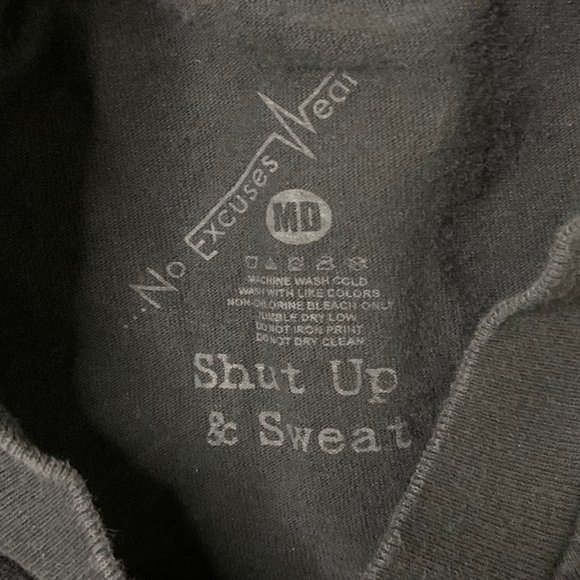 ...No Excuses Wear
MD
MACHINE WASH COLD
WASH WITH LIKE COLORS
NON-CHLORINE BLEACH ONLY
TUMBLE DRY LOW
DO NOT IRON PRINT
DO NOT DRY CLEAN
Shut Up
& Sweat